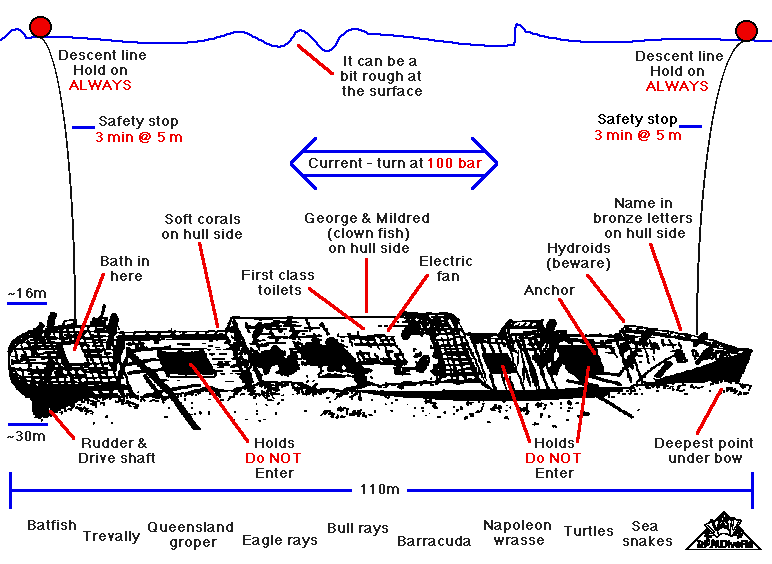 Descent line
Hold on
ALWAYS
It can be a
bit rough at
the surface
Descent line
Hold on
ALWAYS
Safety stop
3 min @ 5 m
Safety stop
3 min @ 5 m
Current - turn at 100 bar
Soft corals
on hull side
George & Mildred
(clown fish)
on hull side
Name in
bronze letters
on hull side
Bath in
here
First class
toilets
Electric
fan
Hydroids
(beware)
Anchor
~16m
~30m
Rudder &
Drive shaft
Holds
Do NOT
Enter
Holds
Do NOT
Enter
Deepest point
under bow
110m
Batfish
Trevally
Queensland
groper
Eagle rays
Bull rays
Barracuda
Napoleon
wrasse
Turtles
Sea
snakes